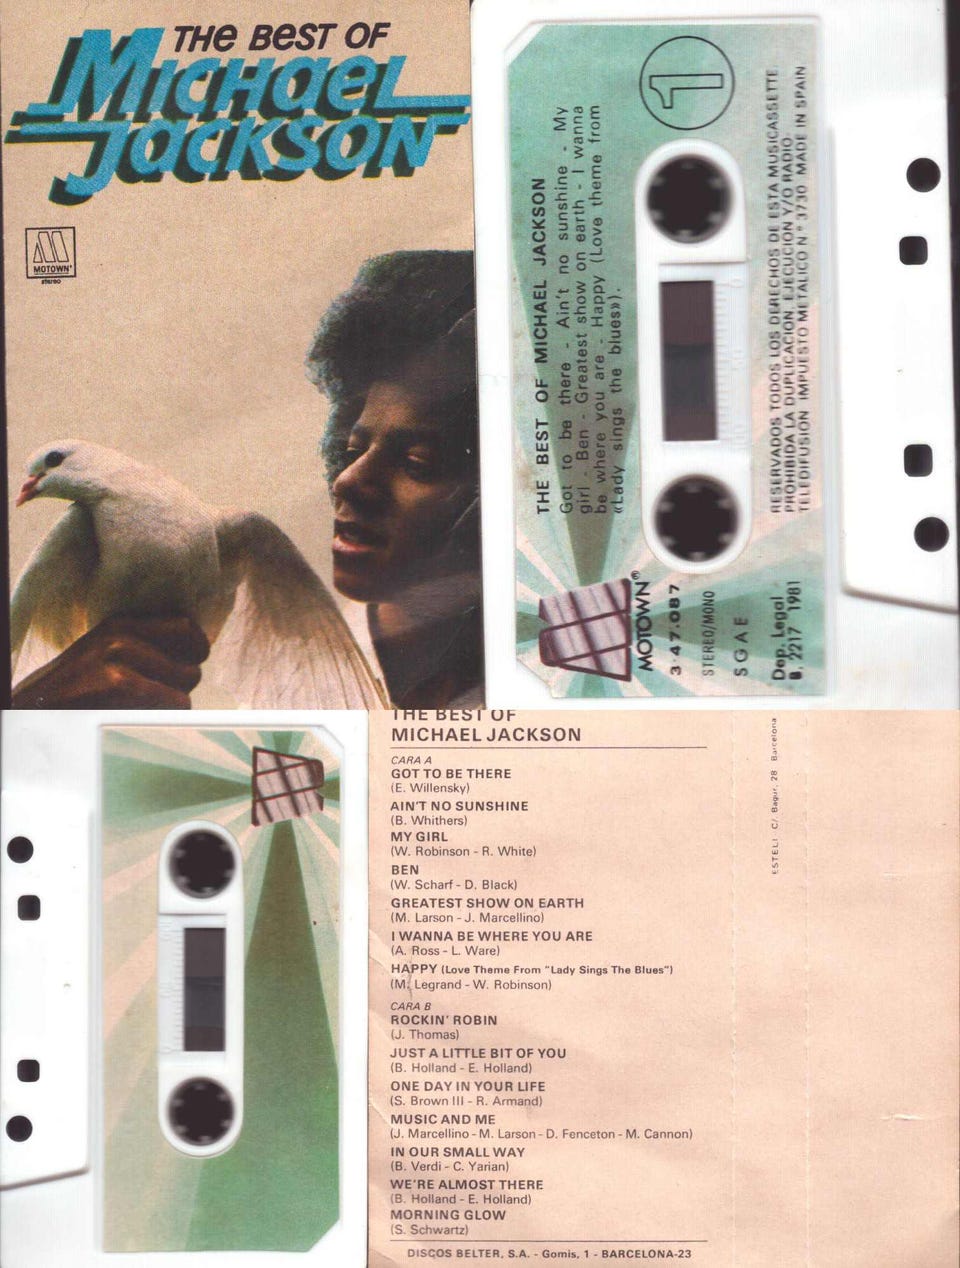 THE BEST OF
MICHAEL
JACKSON
MOTOWN
stereo
1
THE BEST OF MICHAEL JACKSON
Got to be there - Ain't no sunshine - My
girl - Ben - Greatest show on earth - I wanna
be where you are - Happy (Love theme from
«Lady sings the blues»).
RESERVADOS TODOS LOS DERECHOS DE ESTA MUSICASSETTE.
PROHIBIDA LA DUPLICACION, EJECUCION Y/O RADIO-
TELEDIFUSION IMPUESTO METALICO N.° 3730 MADE IN SPAIN
MOTOWN®
3-47.087
STEREO/MONO
SGAE
Dep. Legal
B. 2217 1981
THE BEST OF
MICHAEL JACKSON
CARA A
GOT TO BE THERE
(E. Willensky)
AIN'T NO SUNSHINE
(B. Whithers)
MY GIRL
(W. Robinson - R. White)
BEN
(W. Scharf - D. Black)
GREATEST SHOW ON EARTH
(M. Larson - J. Marcellino)
I WANNA BE WHERE YOU ARE
(A. Ross - L. Ware)
HAPPY (Love Theme From "Lady Sings The Blues")
(M. Legrand - W. Robinson)
CARA B
ROCKIN' ROBIN
(J. Thomas)
JUST A LITTLE BIT OF YOU
(B. Holland - E. Holland)
ONE DAY IN YOUR LIFE
(S. Brown III - R. Armand)
MUSIC AND ME
(J. Marcellino - M. Larson - D. Fenceton - M. Cannon)
IN OUR SMALL WAY
(B. Verdi - C. Yarian)
WE'RE ALMOST THERE
(B. Holland - E. Holland)
MORNING GLOW
(S. Schwartz)
DISCOS BELTER, S.A. - Gomis, 1 - BARCELONA-23
ESTELI C/. Bagur, 28 Barcelona